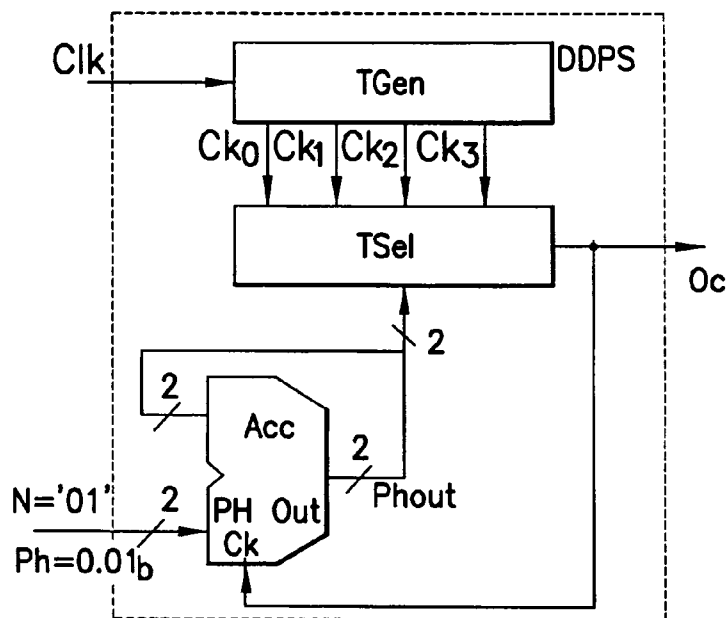 Clk
TGen
DDPS
Ck0 Ck1 Ck2 Ck3
TSel
Oc
2
2
Acc
2
N='01'
2
PH Out
Phout
Ph=0.01b
Ck